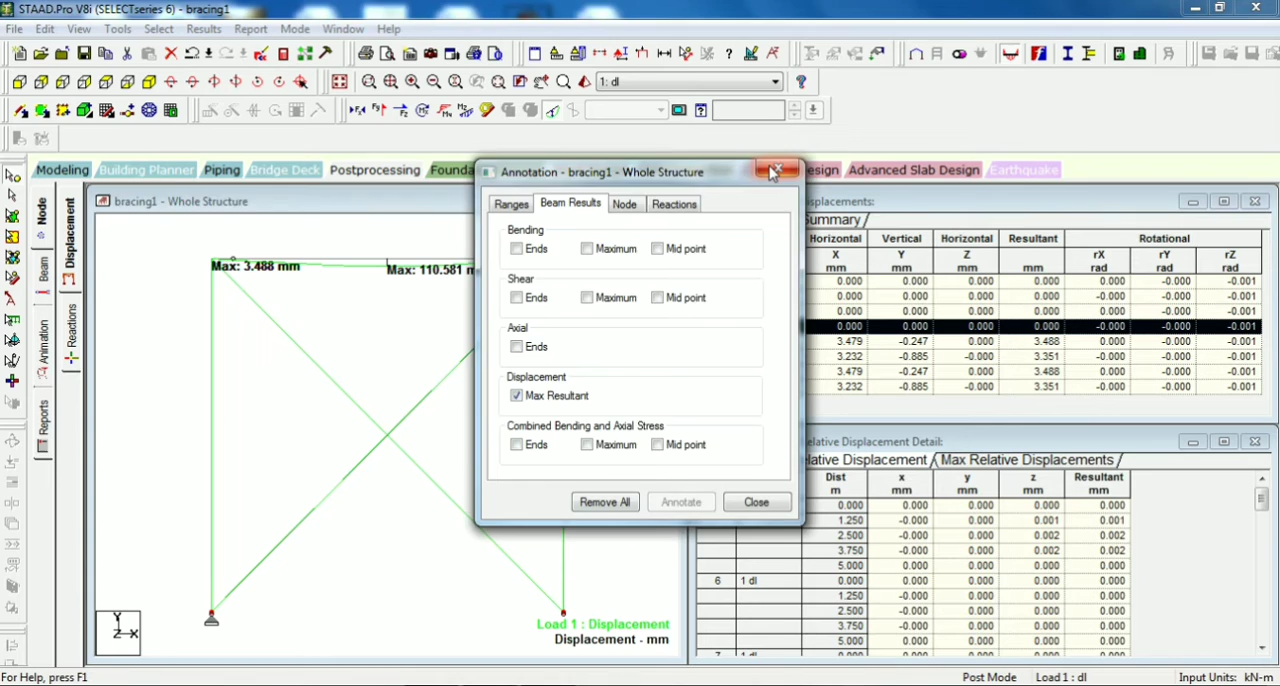 STAAD.Pro V8i (SELECTseries 6) - bracing1
File Edit View Tools Select Results Report Mode Window Help
1: dl
Modeling Building Planner Piping Bridge Deck Postprocessing Advanced Slab Design Earthquake
bracing1 - Whole Structure
Node
Beam
Animation
Reports
Displacement
Reactions
Max: 3.488 mm
Max: 110.581
Load 1 : Displacement
Displacement - mm
Y
Z X
Annotation - bracing1 - Whole Structure
Ranges Beam Results Node Reactions
Bending
Ends Maximum Mid point
Shear
Ends Maximum Mid point
Axial
Ends
Displacement
Max Resultant
Combined Bending and Axial Stress
Ends Maximum Mid point
Remove All Annotate Close
Summary
Horizontal Vertical Horizontal Resultant Rotational
X Y Z rX rY rZ
mm mm mm mm rad rad rad
0.000 0.000 0.000 0.000 0.000 -0.000 -0.001
0.000 0.000 0.000 0.000 -0.000 -0.000 -0.001
0.000 0.000 0.000 0.000 0.000 -0.000 -0.001
0.000 0.000 0.000 0.000 -0.000 -0.000 -0.001
3.479 -0.247 0.000 3.488 -0.000 -0.000 -0.001
3.232 -0.885 0.000 3.351 -0.000 -0.000 -0.001
3.479 -0.247 -0.000 3.488 0.000 -0.000 -0.001
3.232 -0.885 -0.000 3.351 0.000 -0.000 -0.001
Max Relative Displacements
Dist x y z Resultant
m mm mm mm mm
0.000 0.000 0.000 0.000 0.000
1.250 -0.000 0.000 0.001 0.001
2.500 -0.000 0.000 0.002 0.002
3.750 -0.000 0.000 0.002 0.002
5.000 0.000 0.000 0.000 0.000
6 1 dl 0.000 0.000 0.000 0.000 0.000
1.250 -0.000 0.000 0.000 0.000
2.500 -0.000 0.000 0.000 0.000
3.750 -0.000 0.000 0.000 0.000
5.000 0.000 0.000 0.000 0.000
For Help, press F1
Post Mode Load 1 : dl Input Units: kN-m